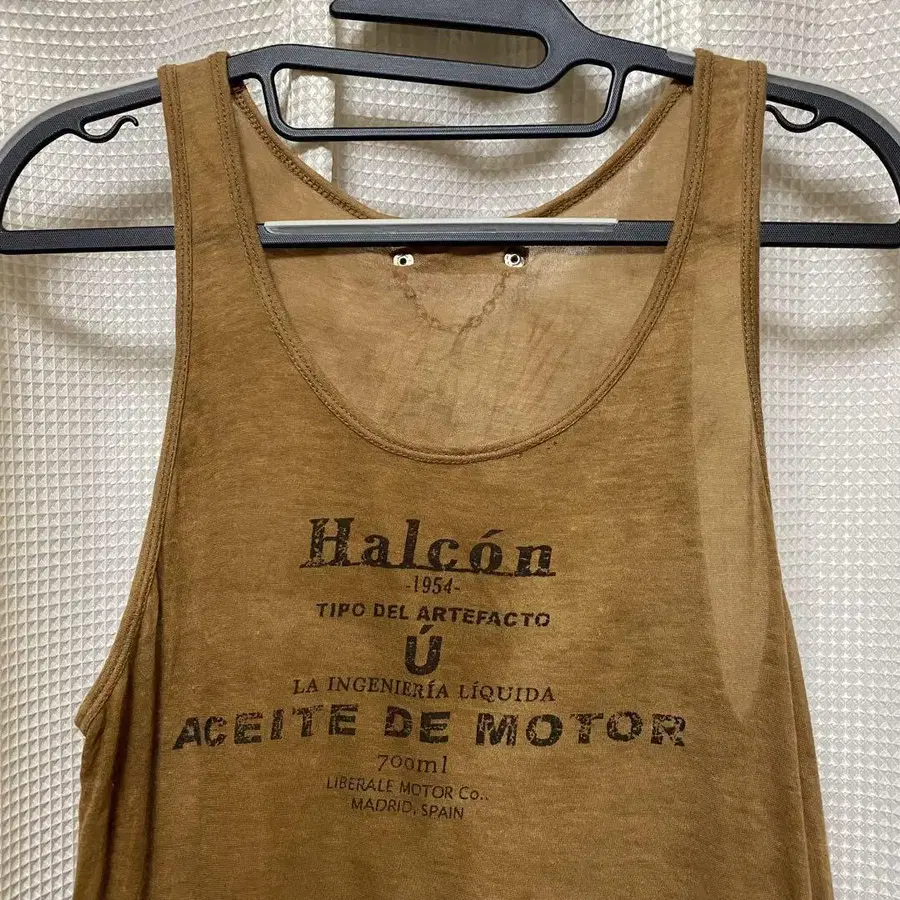 Halcón
-1954-
TIPO DEL ARTEFACTO
Ú
LA INGENIERÍA LÍQUIDA
ACEITE DE MOTOR
700ml
LIBERALE MOTOR Co..
MADRID, SPAIN